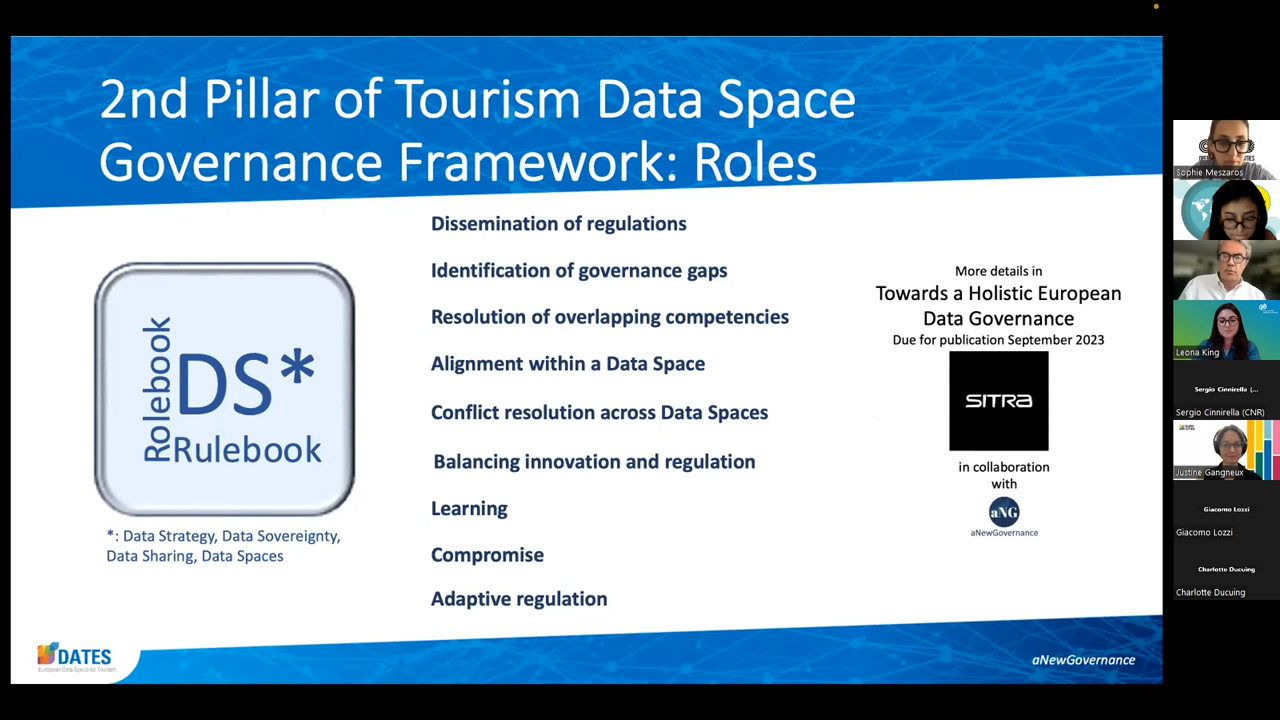 2nd Pillar of Tourism Data Space
Governance Framework: Roles
Dissemination of regulations
Identification of governance gaps
Resolution of overlapping competencies
Alignment within a Data Space
Conflict resolution across Data Spaces
Balancing innovation and regulation
Learning
Compromise
Adaptive regulation
Rolebook
DS*
Rulebook
*: Data Strategy, Data Sovereignty,
Data Sharing, Data Spaces
More details in
Towards a Holistic European
Data Governance
Due for publication September 2023
SITRA
in collaboration
with
aNG
aNewGovernance
DATES
European Data Space for Tourism
aNewGovernance
Sophie Meszaros
Leona King
Sergio Cinnirella (...
Sergio Cinnirella (CNR)
Justine Gangneux
Giacomo Lozzi
Giacomo Lozzi
Charlotte Ducuing
Charlotte Ducuing